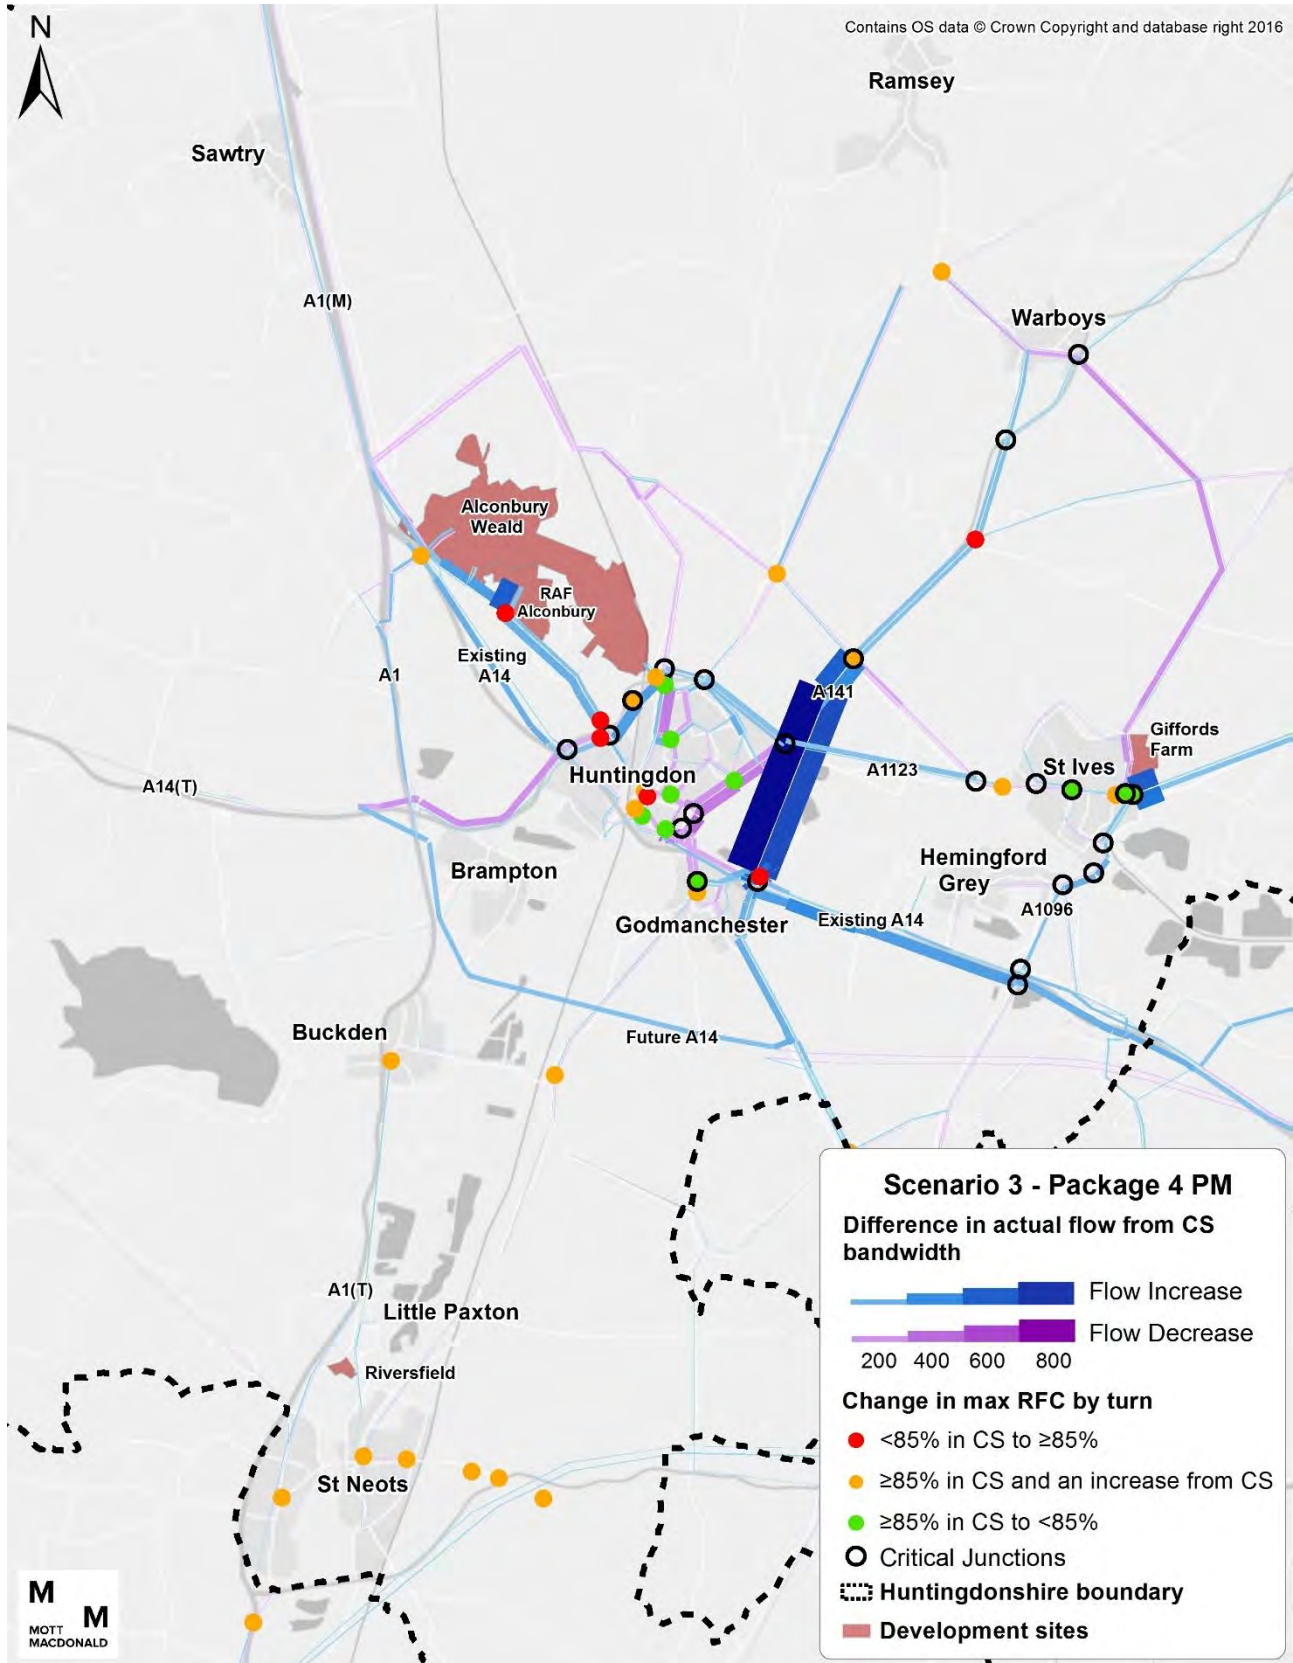 N
Contains OS data © Crown Copyright and database right 2016
Ramsey
Sawtry
A1(M)
Warboys
Alconbury
Weald
RAF
Alconbury
Existing
A14
A1
A141
Giffords
Farm
St Ives
A1123
A14(T)
Huntingdon
Brampton
Hemingford
Grey
A1096
Godmanchester
Existing A14
Buckden
Future A14
A1(T)
Little Paxton
Riversfield
St Neots
Scenario 3 - Package 4 PM
Difference in actual flow from CS
bandwidth
Flow Increase
Flow Decrease
200 400 600 800
Change in max RFC by turn
<85% in CS to ≥85%
≥85% in CS and an increase from CS
≥85% in CS to <85%
Critical Junctions
Huntingdonshire boundary
Development sites
M
M
MOTT
MACDONALD